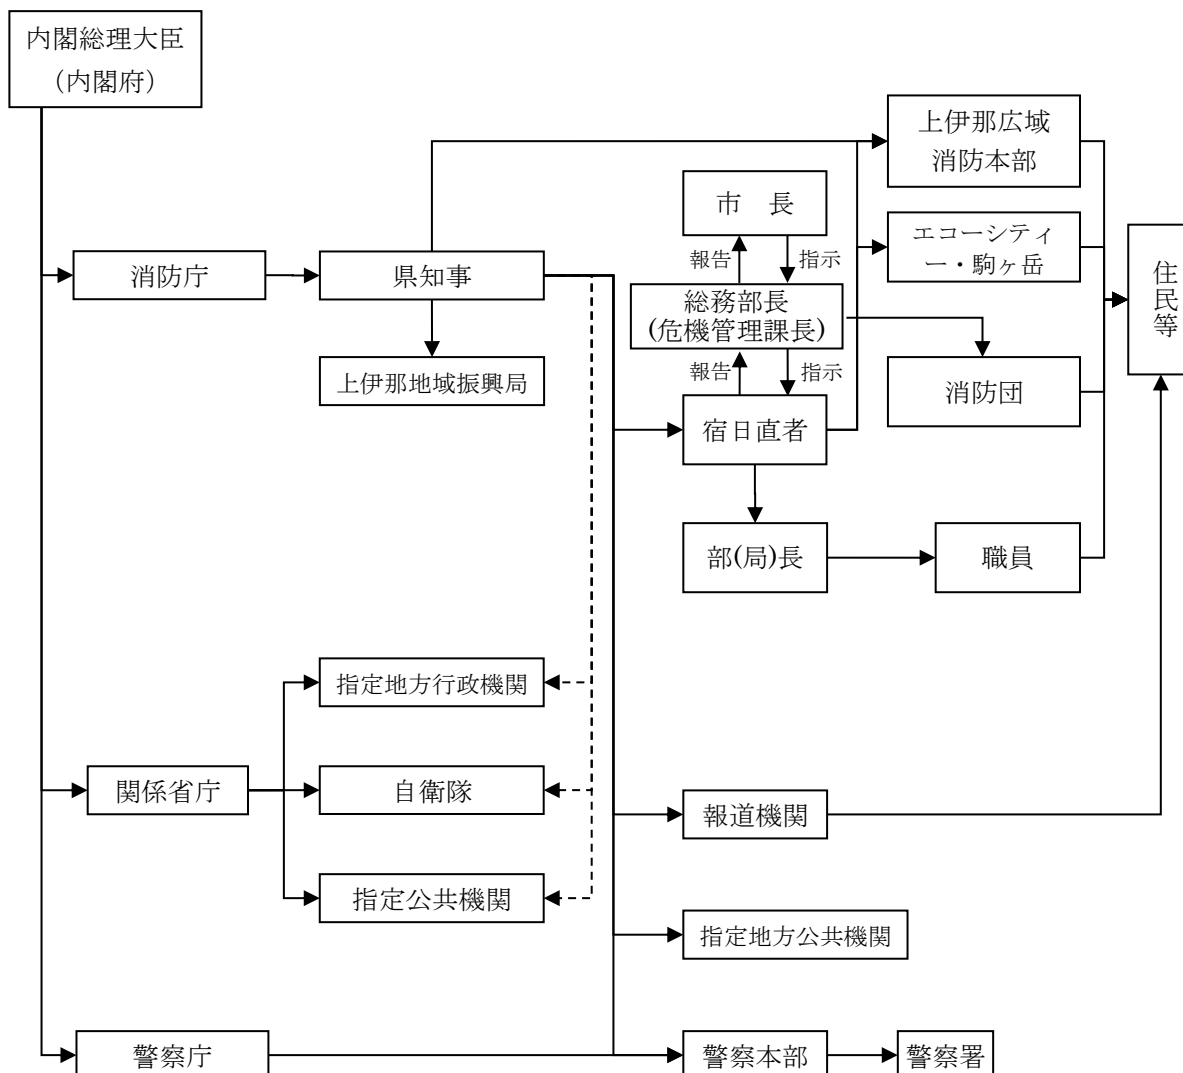 内閣総理大臣
（内閣府）
上伊那広域
消防本部
市　長
エコーシティ
ー・駒ヶ岳
報告
指示
消防庁
県知事
総務部長
(危機管理課長)
住民等
報告
指示
上伊那地域振興局
消防団
宿日直者
部(局)長
職員
指定地方行政機関
関係省庁
自衛隊
報道機関
指定公共機関
指定地方公共機関
警察庁
警察本部
警察署